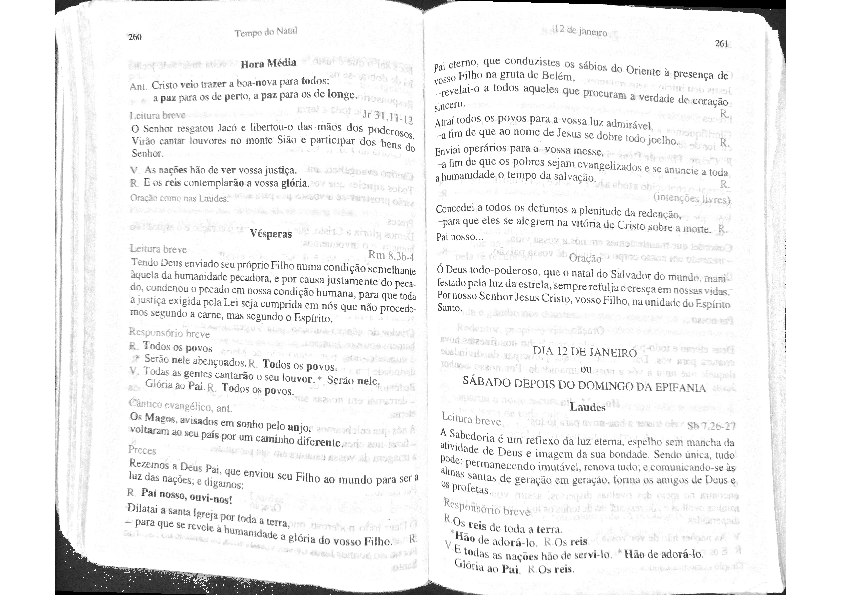 260
Tempo do Natal
Hora Média
Ant. Cristo veio trazer a boa-nova para todos:
a paz para os de perto, a paz para os de longe.
Leitura breve Jr 31,11-12
O Senhor resgatou Jacó e libertou-o das mãos dos poderosos.
Virão cantar louvores no monte Sião e participar dos bens do
Senhor.
V. As nações hão de ver vossa justiça.
R. E os reis contemplarão a vossa glória.
Oração como nas Laudes.
Vésperas
Leitura breve Rm 8,3b-4
Tendo Deus enviado seu próprio Filho numa condição semelhante
àquela da humanidade pecadora, e por causa justamente do peca-
do, condenou o pecado em nossa condição humana, para que toda
a justiça exigida pela Lei seja cumprida em nós que não procede-
mos segundo a carne, mas segundo o Espírito.
Responsório breve
R. Todos os povos
* Serão nele abençoados. R. Todos os povos.
V. Todas as gentes cantarão o seu louvor. * Serão nele,
Glória ao Pai. R. Todos os povos.
Cântico evangélico, ant.
Os Magos, avisados em sonho pelo anjo,
voltaram ao seu país por um caminho diferente.
Preces
Rezemos a Deus Pai, que enviou seu Filho ao mundo para ser a
luz das nações; e digamos:
R. Pai nosso, ouvi-nos!
Dilatai a santa Igreja por toda a terra,
– para que se revele à humanidade a glória do vosso Filho. R.
12 de janeiro
261
Pai eterno, que conduzistes os sábios do Oriente à presença de
vosso Filho na gruta de Belém,
–revelai-o a todos aqueles que procuram a verdade de coração
sincero. R.
Atraí todos os povos para a vossa luz admirável,
–a fim de que ao nome de Jesus se dobre todo joelho. R.
Enviai operários para a vossa messe,
–a fim de que os pobres sejam evangelizados e se anuncie a toda
a humanidade o tempo da salvação. R.
(intenções livres)
Concedei a todos os defuntos a plenitude da redenção,
–para que eles se alegrem na vitória de Cristo sobre a morte. R.
Pai nosso...
Oração
Ó Deus todo-poderoso, que o natal do Salvador do mundo, mani-
festado pela luz da estrela, sempre refulja e cresça em nossas vidas.
Por nosso Senhor Jesus Cristo, vosso Filho, na unidade do Espírito
Santo.
DIA 12 DE JANEIRO
ou
SÁBADO DEPOIS DO DOMINGO DA EPIFANIA
Laudes
Leitura breve Sb 7,26-27
A Sabedoria é um reflexo da luz eterna, espelho sem mancha da
atividade de Deus e imagem da sua bondade. Sendo única, tudo
pode; permanecendo imutável, renova tudo; e comunicando-se às
almas santas de geração em geração, forma os amigos de Deus e
os profetas.
Responsório breve
R. Os reis de toda a terra.
*Hão de adorá-lo. R. Os reis.
V. E todas as nações hão de servi-lo. * Hão de adorá-lo.
Glória ao Pai. R. Os reis.